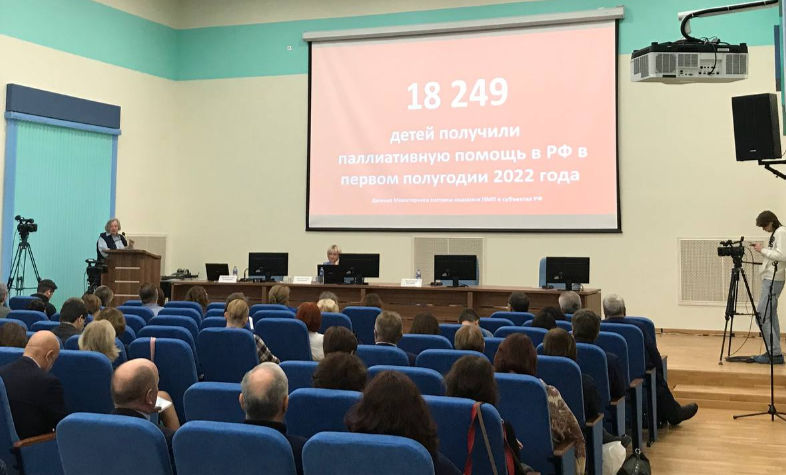 18 249
детей получили
паллиативную помощь в РФ в
первом полугодии 2022 года